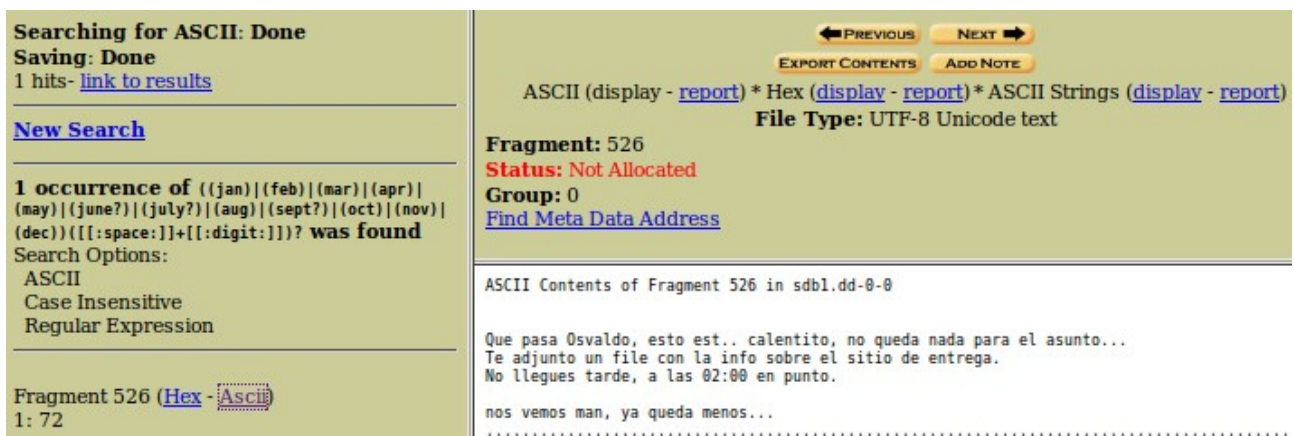 Searching for ASCII: Done
Saving: Done
1 hits- link to results
New Search
1 occurrence of ((jan)|(feb)|(mar)|(apr)|
(may)|(june?)|(july?)|(aug)|(sept?)|(oct)|(nov)|
(dec))([[:space:]]+[[:digit:]])? was found
Search Options:
ASCII
Case Insensitive
Regular Expression
Fragment 526 (Hex - Ascii)
1: 72
PREVIOUS NEXT
EXPORT CONTENTS ADD NOTE
ASCII (display - report) * Hex (display - report) * ASCII Strings (display - report)
File Type: UTF-8 Unicode text
Fragment: 526
Status: Not Allocated
Group: 0
Find Meta Data Address
ASCII Contents of Fragment 526 in sdb1.dd-0-0
Que pasa Osvaldo, esto est.. calentito, no queda nada para el asunto...
Te adjunto un file con la info sobre el sitio de entrega.
No llegues tarde, a las 02:00 en punto.
nos vemos man, ya queda menos...